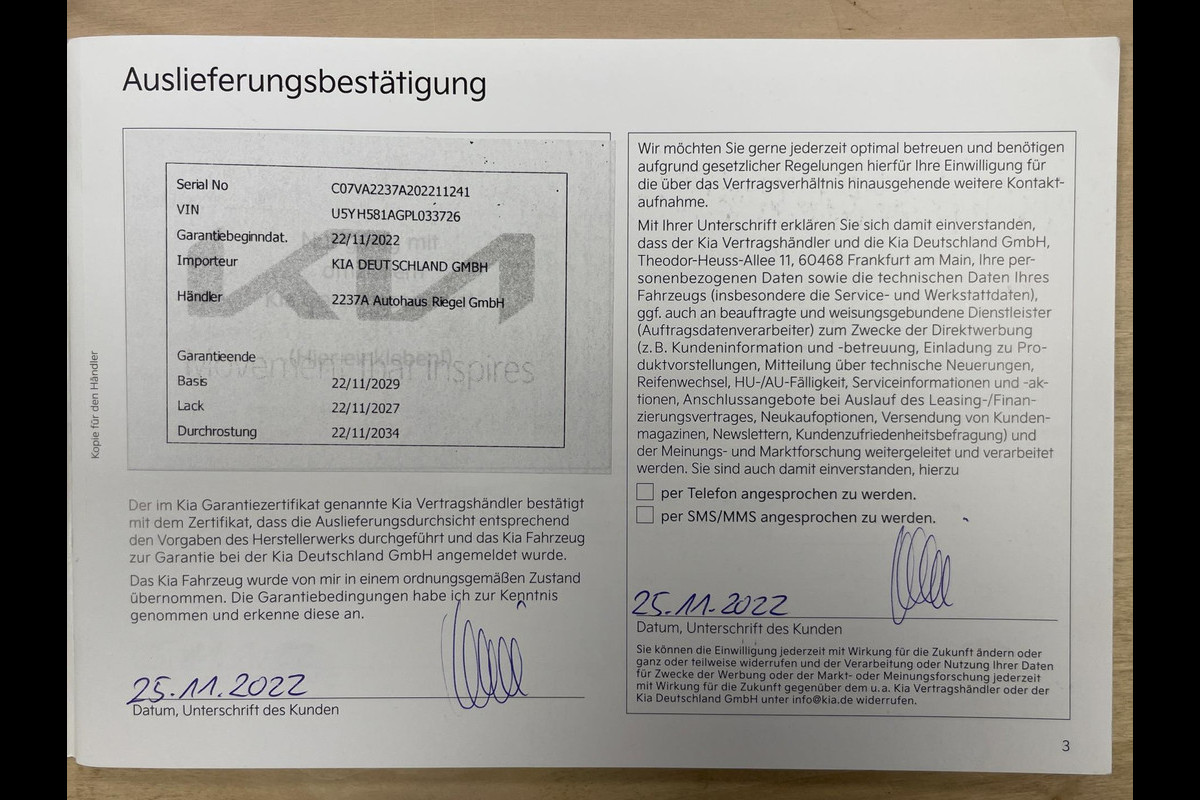 Auslieferungsbestätigung
Serial No C07VA2237A202211241
VIN U5YH581AGPL033726
Garantiebeginndat. 22/11/2022
Importeur KIA DEUTSCHLAND GMBH
Händler 2237A Autohaus Riegel GmbH
Garantieende (Hier einkleben!)
Movement that inspires
Basis 22/11/2029
Lack 22/11/2027
Durchrostung 22/11/2034
KIA
Kopie für den Händler
Der im Kia Garantiezertifikat genannte Kia Vertragshändler bestätigt
mit dem Zertifikat, dass die Auslieferungsdurchsicht entsprechend
den Vorgaben des Herstellerwerks durchgeführt und das Kia Fahrzeug
zur Garantie bei der Kia Deutschland GmbH angemeldet wurde.
Das Kia Fahrzeug wurde von mir in einem ordnungsgemäßen Zustand
übernommen. Die Garantiebedingungen habe ich zur Kenntnis
genommen und erkenne diese an.
25.11.2022
Datum, Unterschrift des Kunden
Wir möchten Sie gerne jederzeit optimal betreuen und benötigen
aufgrund gesetzlicher Regelungen hierfür Ihre Einwilligung für
die über das Vertragsverhältnis hinausgehende weitere Kontakt-
aufnahme.
Mit Ihrer Unterschrift erklären Sie sich damit einverstanden,
dass der Kia Vertragshändler und die Kia Deutschland GmbH,
Theodor-Heuss-Allee 11, 60468 Frankfurt am Main, Ihre per-
sonenbezogenen Daten sowie die technischen Daten Ihres
Fahrzeugs (insbesondere die Service- und Werkstattdaten),
ggf. auch an beauftragte und weisungsgebundene Dienstleister
(Auftragsdatenverarbeiter) zum Zwecke der Direktwerbung
(z.B. Kundeninformation und -betreuung, Einladung zu Pro-
duktvorstellungen, Mitteilung über technische Neuerungen,
Reifenwechsel, HU-/AU-Fälligkeit, Serviceinformationen und -ak-
tionen, Anschlussangebote bei Auslauf des Leasing-/Finan-
zierungsvertrages, Neukaufoptionen, Versendung von Kunden-
magazinen, Newslettern, Kundenzufriedenheitsbefragung) und
der Meinungs- und Marktforschung weitergeleitet und verarbeitet
werden. Sie sind auch damit einverstanden, hierzu
per Telefon angesprochen zu werden.
per SMS/MMS angesprochen zu werden.
25.11.2022
Datum, Unterschrift des Kunden
Sie können die Einwilligung jederzeit mit Wirkung für die Zukunft ändern oder
ganz oder teilweise widerrufen und der Verarbeitung oder Nutzung Ihrer Daten
für Zwecke der Werbung oder der Markt- oder Meinungsforschung jederzeit
mit Wirkung für die Zukunft gegenüber dem u.a. Kia Vertragshändler oder der
Kia Deutschland GmbH unter info@kia.de widerrufen.
3